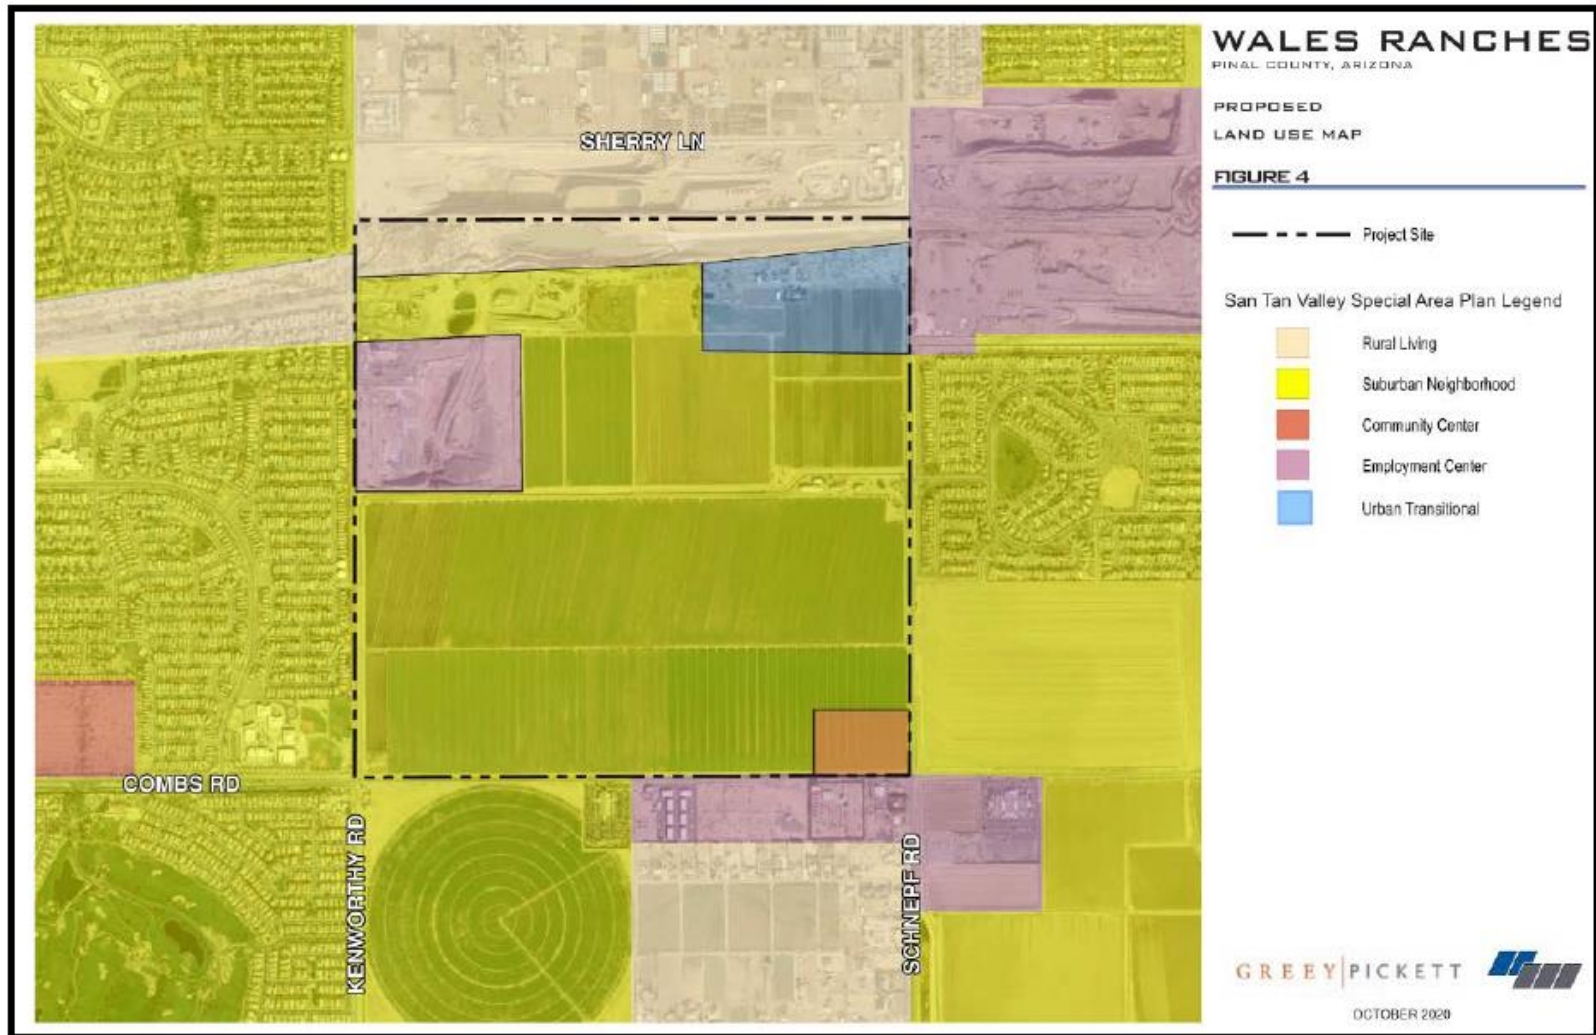 WALES RANCHES
PINAL COUNTY, ARIZONA
PROPOSED
LAND USE MAP
FIGURE 4
Project Site
San Tan Valley Special Area Plan Legend
Rural Living
Suburban Neighborhood
Community Center
Employment Center
Urban Transitional
SHERRY LN
COMBS RD
KENWORTHY RD
SCHNEPF RD
GREEY|PICKETT
OCTOBER 2020